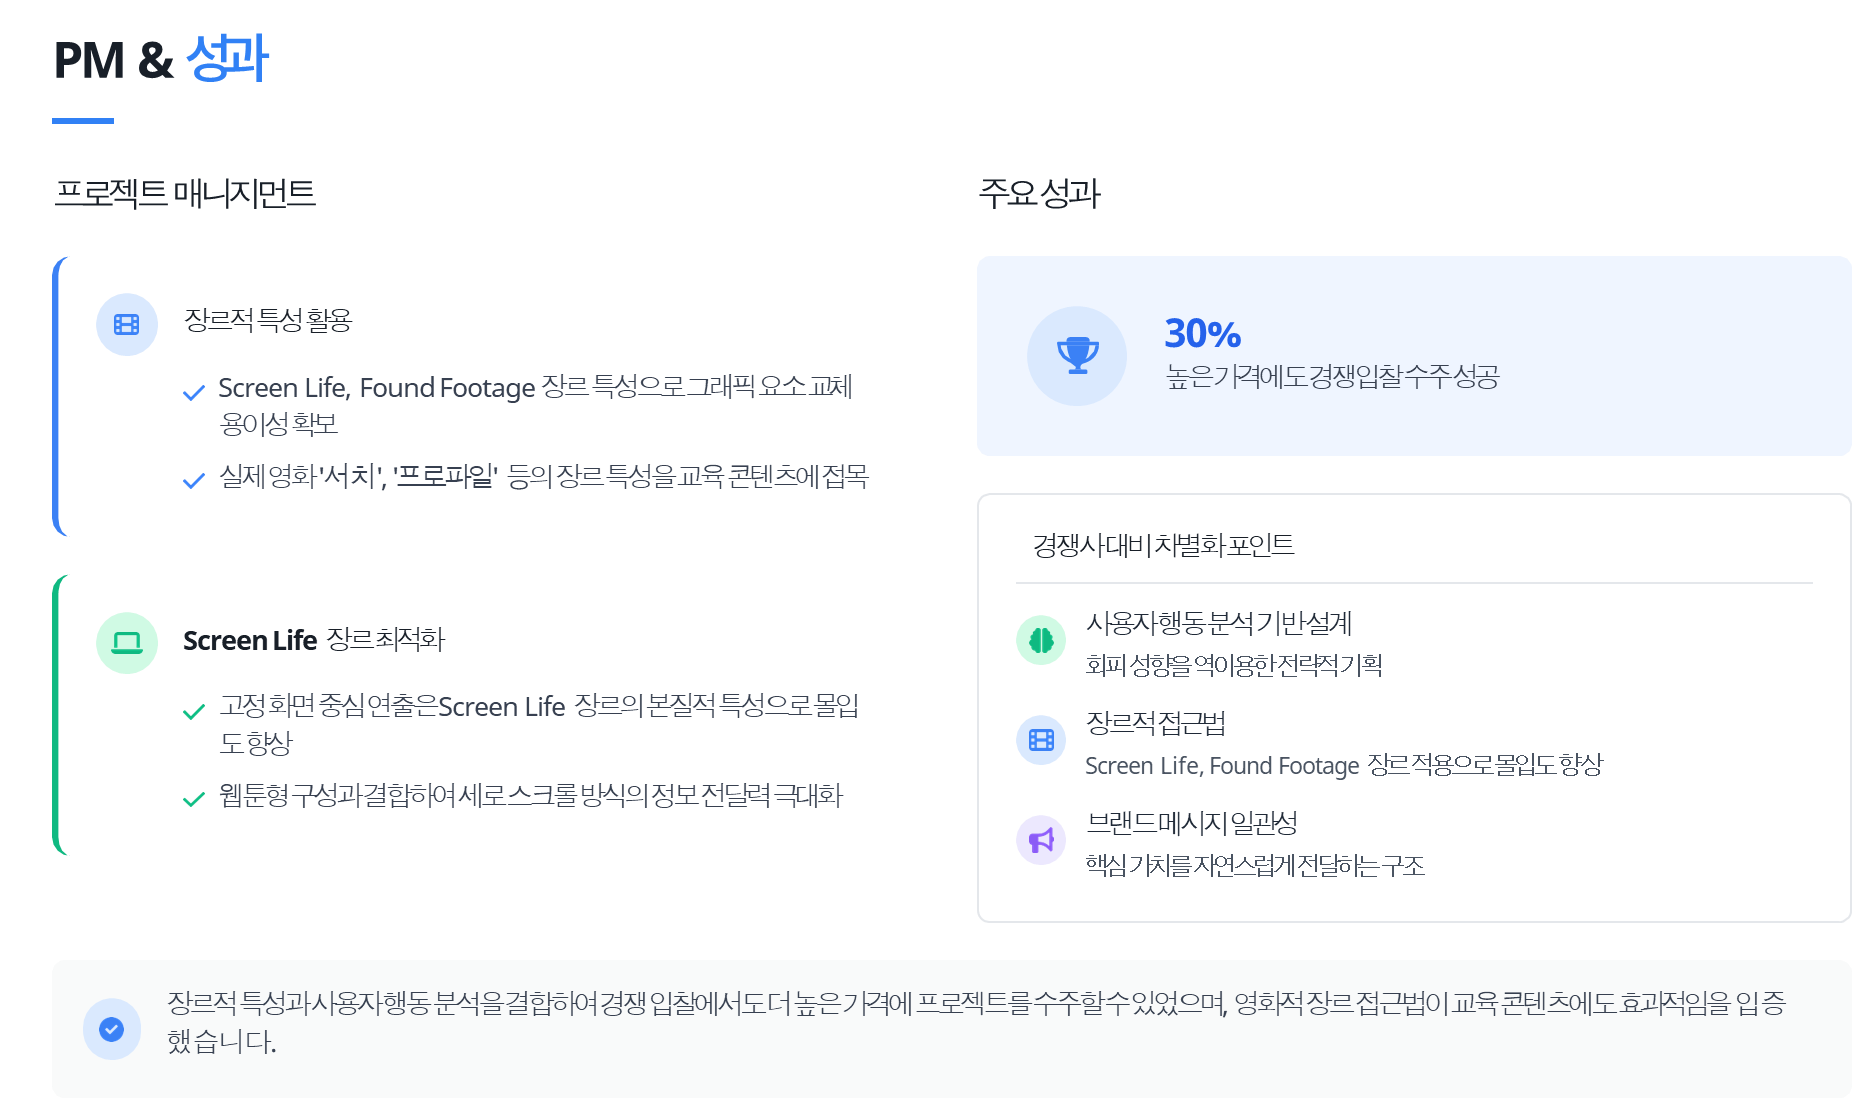 PM & 성과
프로젝트 매니지먼트
장르적 특성 활용
Screen Life, Found Footage 장르 특성으로 그래픽 요소 교체
용이성 확보
실제 영화 '서치', '프로파일' 등의 장르 특성을 교육 콘텐츠에 접목
Screen Life 장르 최적화
고정 화면 중심 연출은 Screen Life 장르의 본질적 특성으로 몰입
도 향상
웹툰형 구성과 결합하여 세로 스크롤 방식의 정보 전달력 극대화
주요 성과
30%
높은 가격에도 경쟁 입찰 수주 성공
경쟁사 대비 차별화 포인트
사용자 행동 분석 기반 설계
회피 성향을 역이용한 전략적 기획
장르적 접근법
Screen Life, Found Footage 장르 적용으로 몰입도 향상
브랜드 메시지 일관성
핵심 가치를 자연스럽게 전달하는 구조
장르적 특성과 사용자 행동 분석을 결합하여 경쟁 입찰에서도 더 높은 가격에 프로젝트를 수주할 수 있었으며, 영화적 장르 접근법이 교육 콘텐츠에도 효과적임을 입증
했습니다.